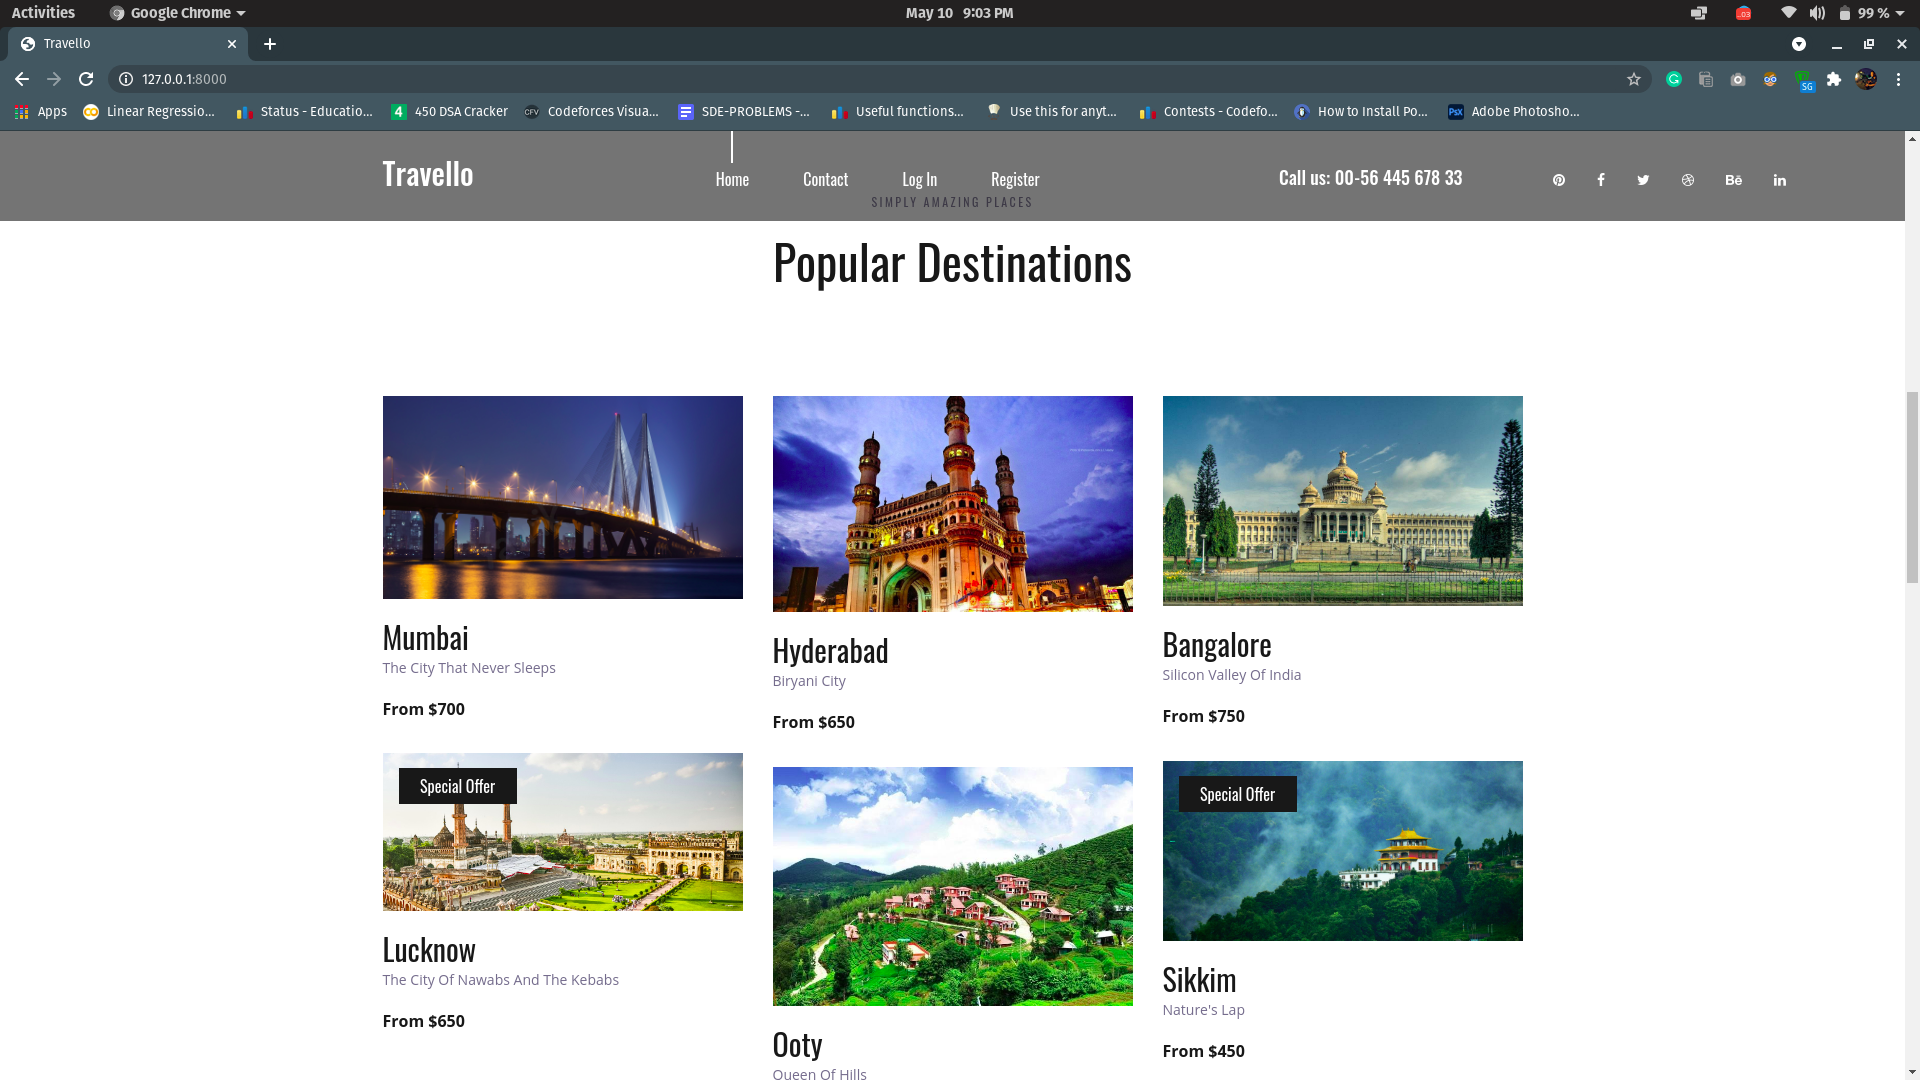 Activities
Google Chrome
May 10 9:03 PM
99 %
Travello
127.0.0.1:8000
SG
Apps
Linear Regressio...
Status - Educatio...
4
450 DSA Cracker
CFV
Codeforces Visua...
SDE-PROBLEMS -...
Useful functions...
Use this for anyt...
Contests - Codefo...
How to Install Po...
Adobe Photosho...
Travello
Home
Contact
Log In
Register
Call us: 00-56 445 678 33
SIMPLY AMAZING PLACES
Popular Destinations
Mumbai
The City That Never Sleeps
From $700
Hyderabad
Biryani City
From $650
Bangalore
Silicon Valley Of India
From $750
Special Offer
Lucknow
The City Of Nawabs And The Kebabs
From $650
Ooty
Queen Of Hills
Special Offer
Sikkim
Nature's Lap
From $450